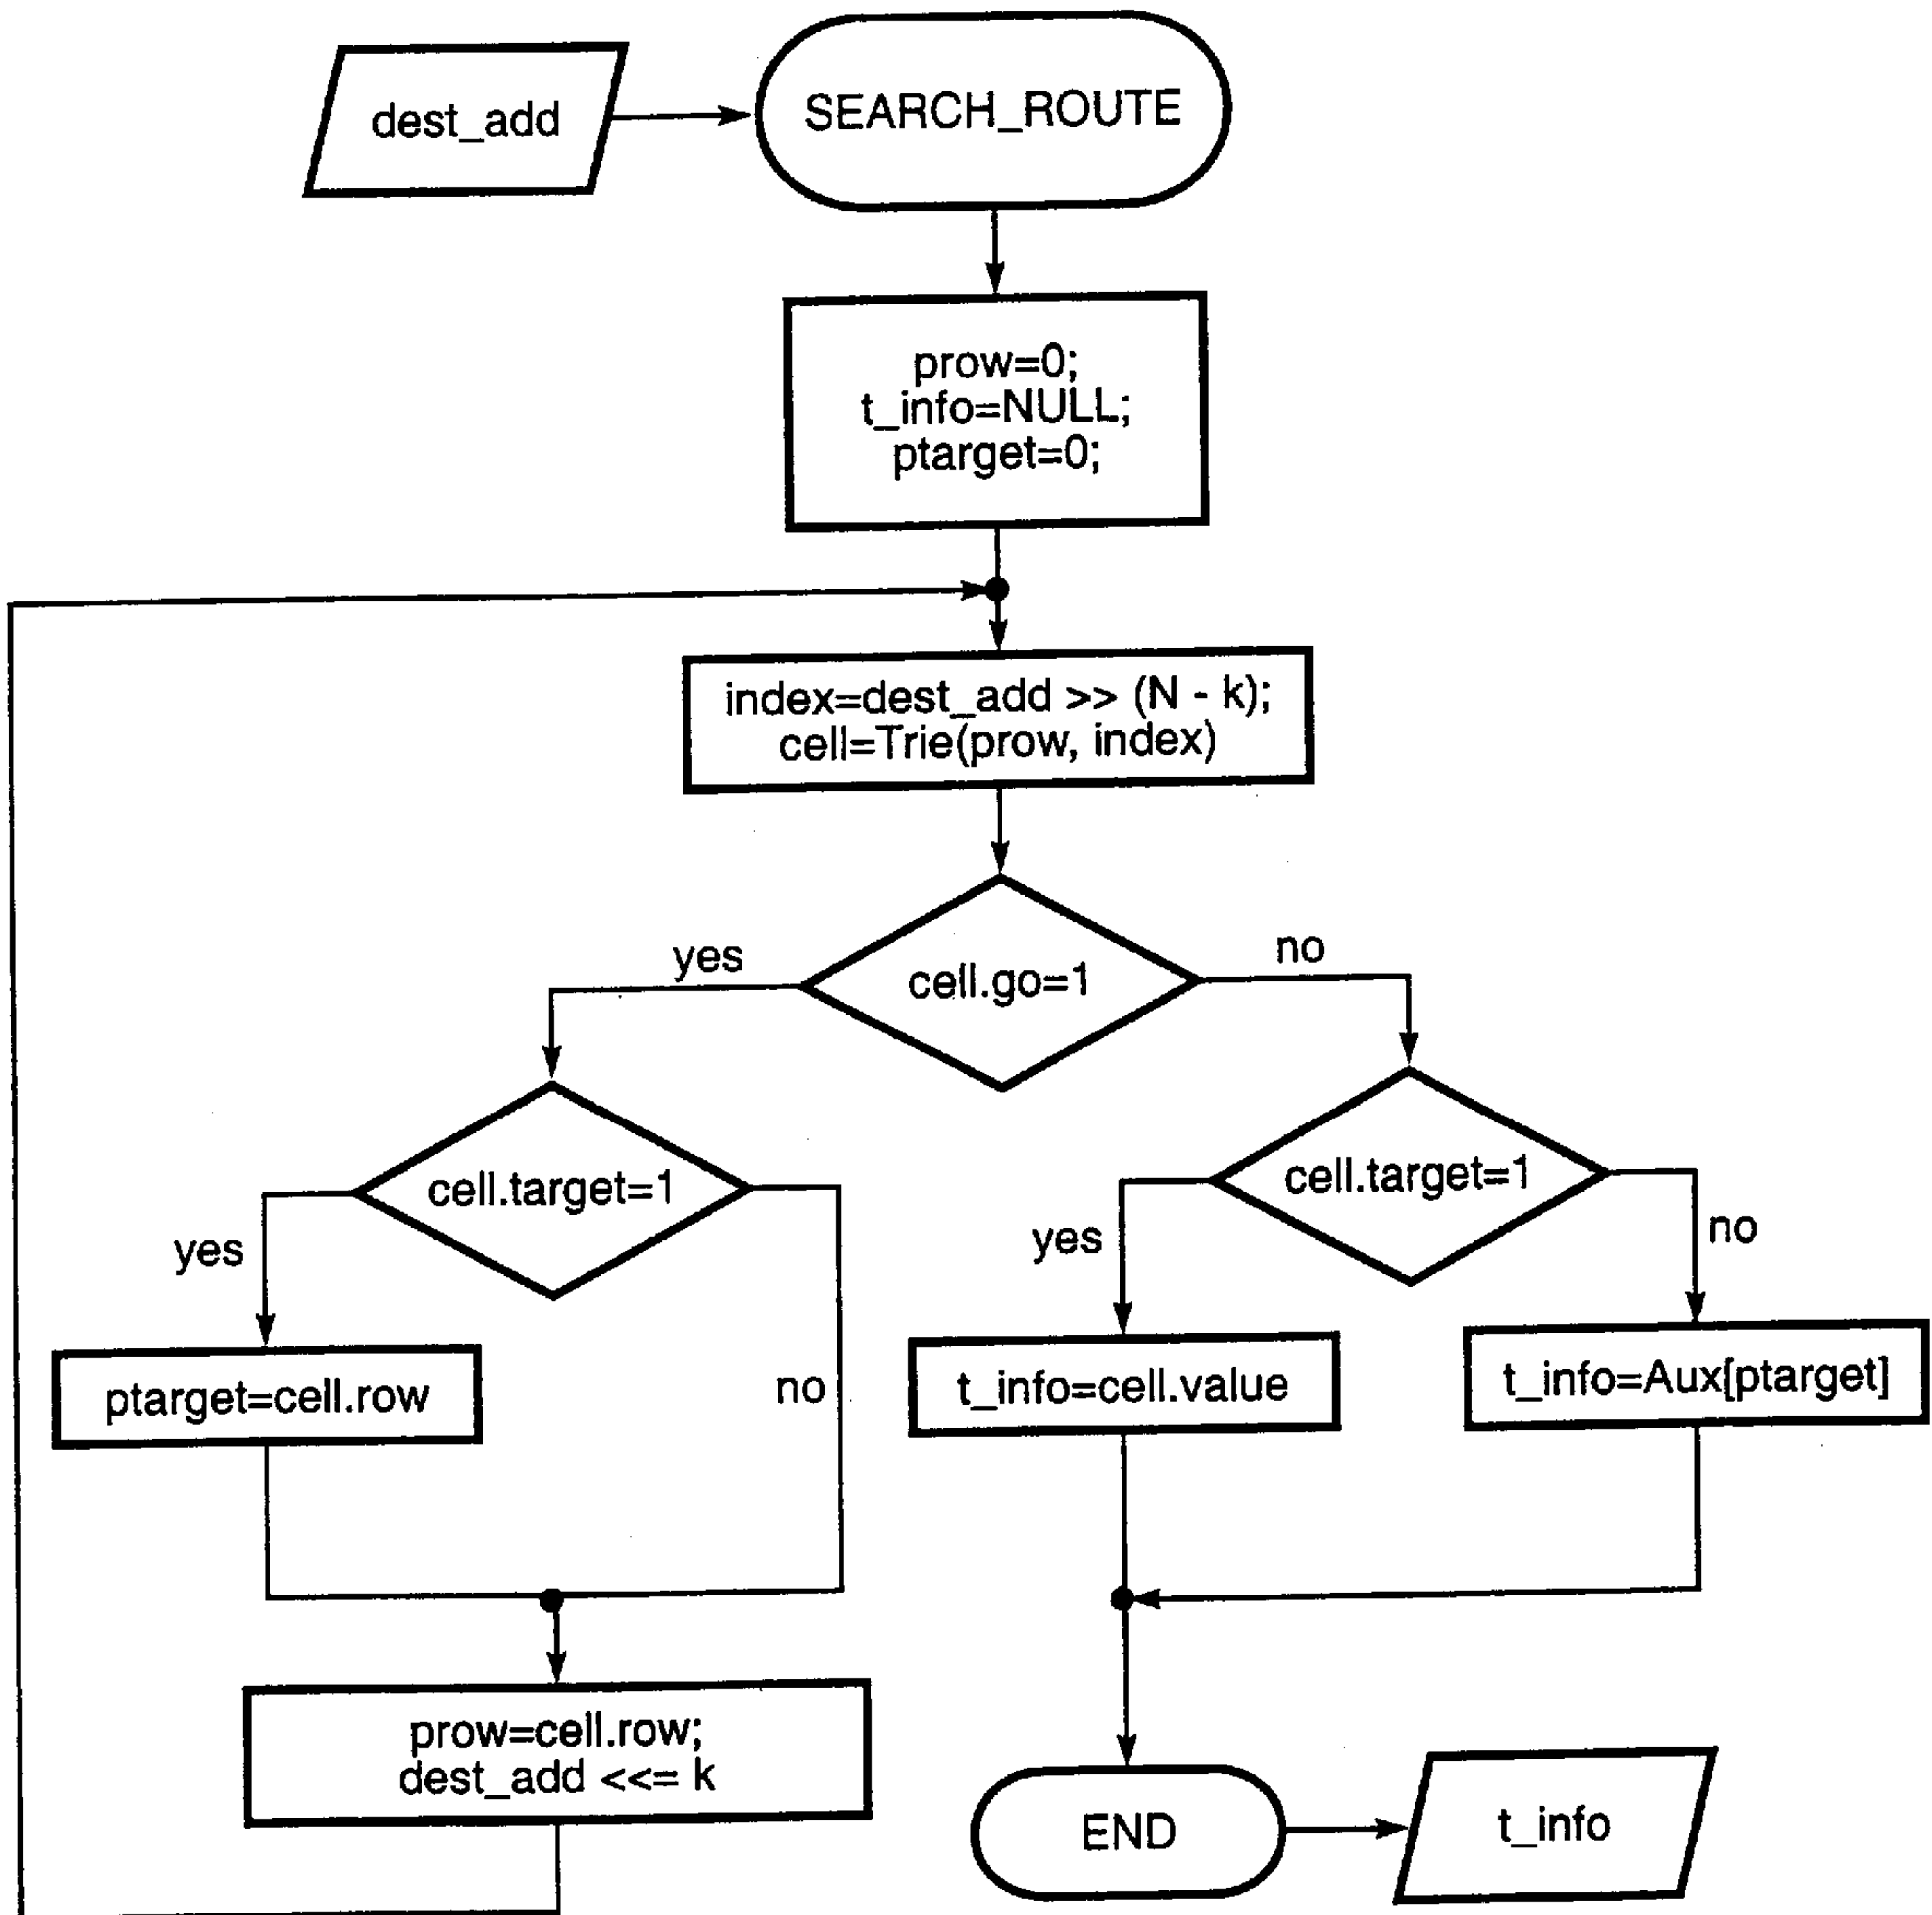 dest_add
SEARCH_ROUTE
prow=0;
t_info=NULL;
ptarget=0;
index=dest_add >> (N - k);
cell=Trie(prow, index)
yes
cell.go=1
no
cell.target=1
yes
no
cell.target=1
yes
no
ptarget=cell.row
t_info=cell.value
t_info=Aux[ptarget]
prow=cell.row;
dest_add <<= k
END
t_info